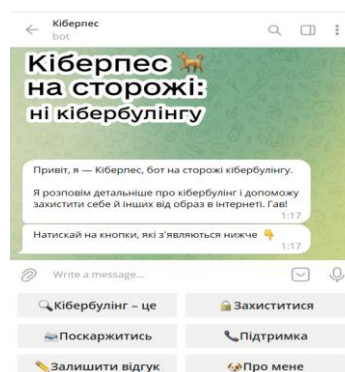 Кіберпес
bot
Кіберпес 🐕
на сторожі:
ні кібербулінгу
Привіт, я — Кіберпес, бот на сторожі кібербулінгу.
Я розповім детальніше про кібербулінг і допоможу
захистити себе й інших від образ в інтернеті. Гав!
1:17
Натискай на кнопки, які з'являються нижче 👇
1:17
Write a message...
🔍Кібербулінг – це
🔒Захиститися
🚔Поскаржитись
📞Підтримка
✏️Залишити відгук
🐶Про мене